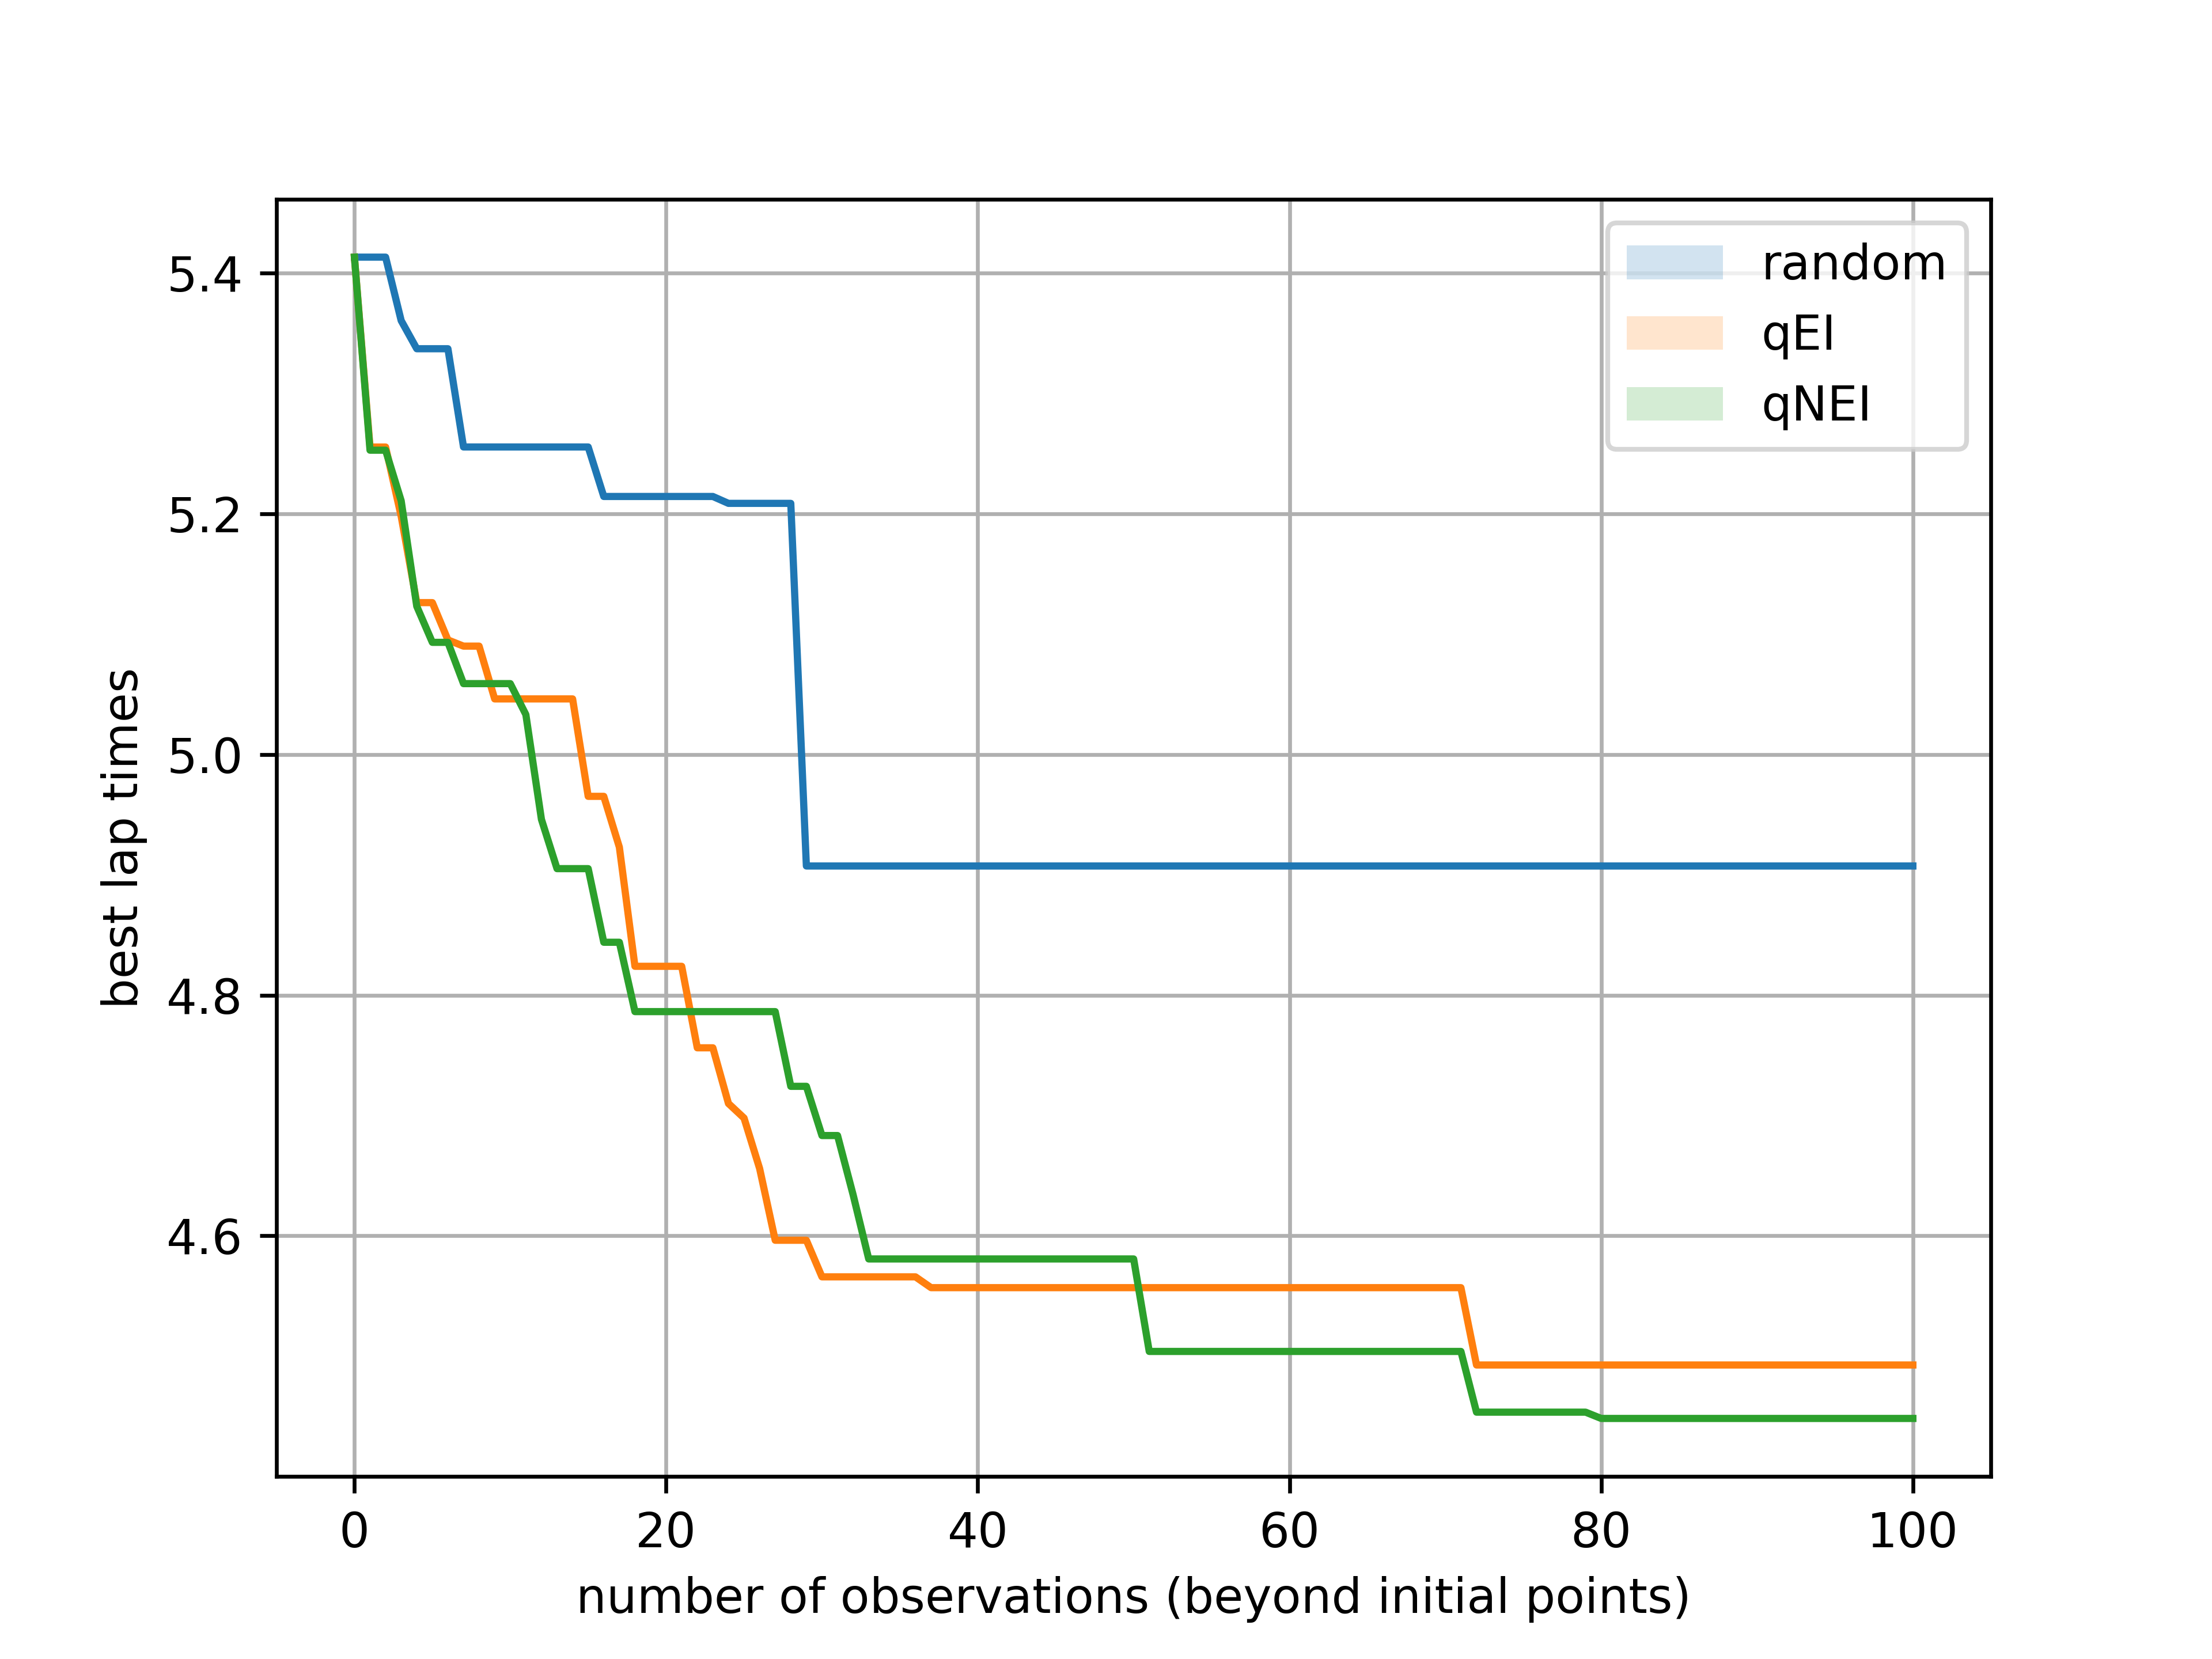 random
qEI
qNEI
5.4
5.2
5.0
4.8
4.6
best lap times
0 20 40 60 80 100
number of observations (beyond initial points)